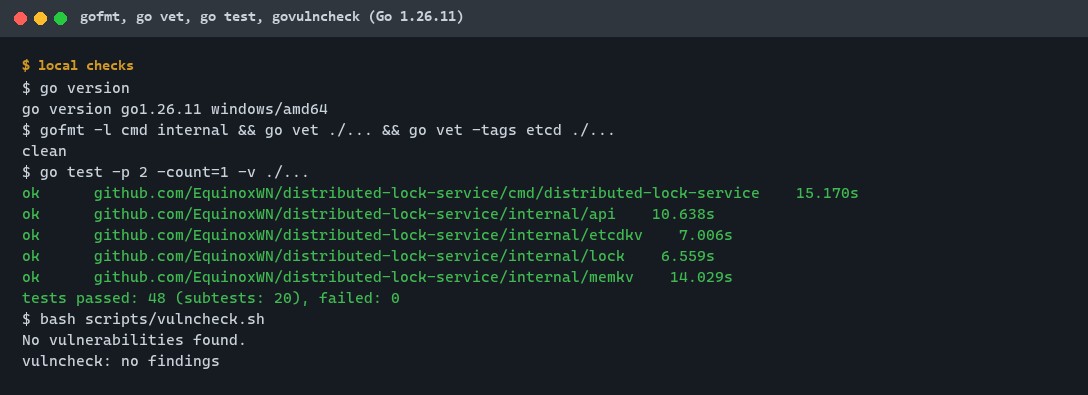 gofmt, go vet, go test, govulncheck (Go 1.26.11)
$ local checks
$ go version
go version go1.26.11 windows/amd64
$ gofmt -l cmd internal && go vet ./... && go vet -tags etcd ./...
clean
$ go test -p 2 -count=1 -v ./...
ok      github.com/EquinoxWN/distributed-lock-service/cmd/distributed-lock-service    15.170s
ok      github.com/EquinoxWN/distributed-lock-service/internal/api    10.638s
ok      github.com/EquinoxWN/distributed-lock-service/internal/etcdkv    7.006s
ok      github.com/EquinoxWN/distributed-lock-service/internal/lock    6.559s
ok      github.com/EquinoxWN/distributed-lock-service/internal/memkv    14.029s
tests passed: 48 (subtests: 20), failed: 0
$ bash scripts/vulncheck.sh
No vulnerabilities found.
vulncheck: no findings